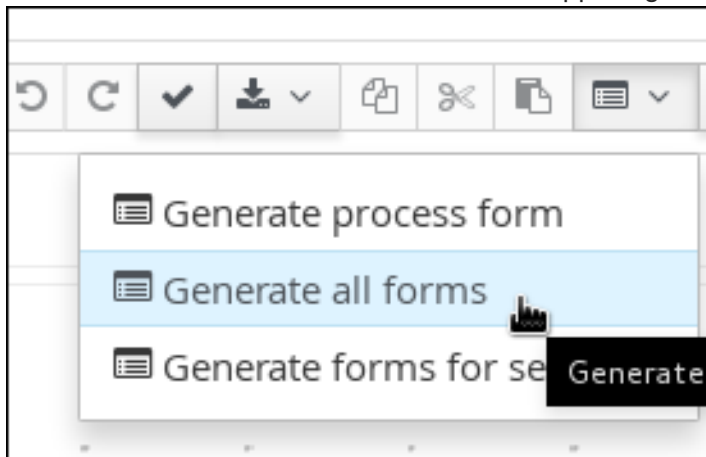 Generate process form
Generate all forms
Generate forms for se
Generate